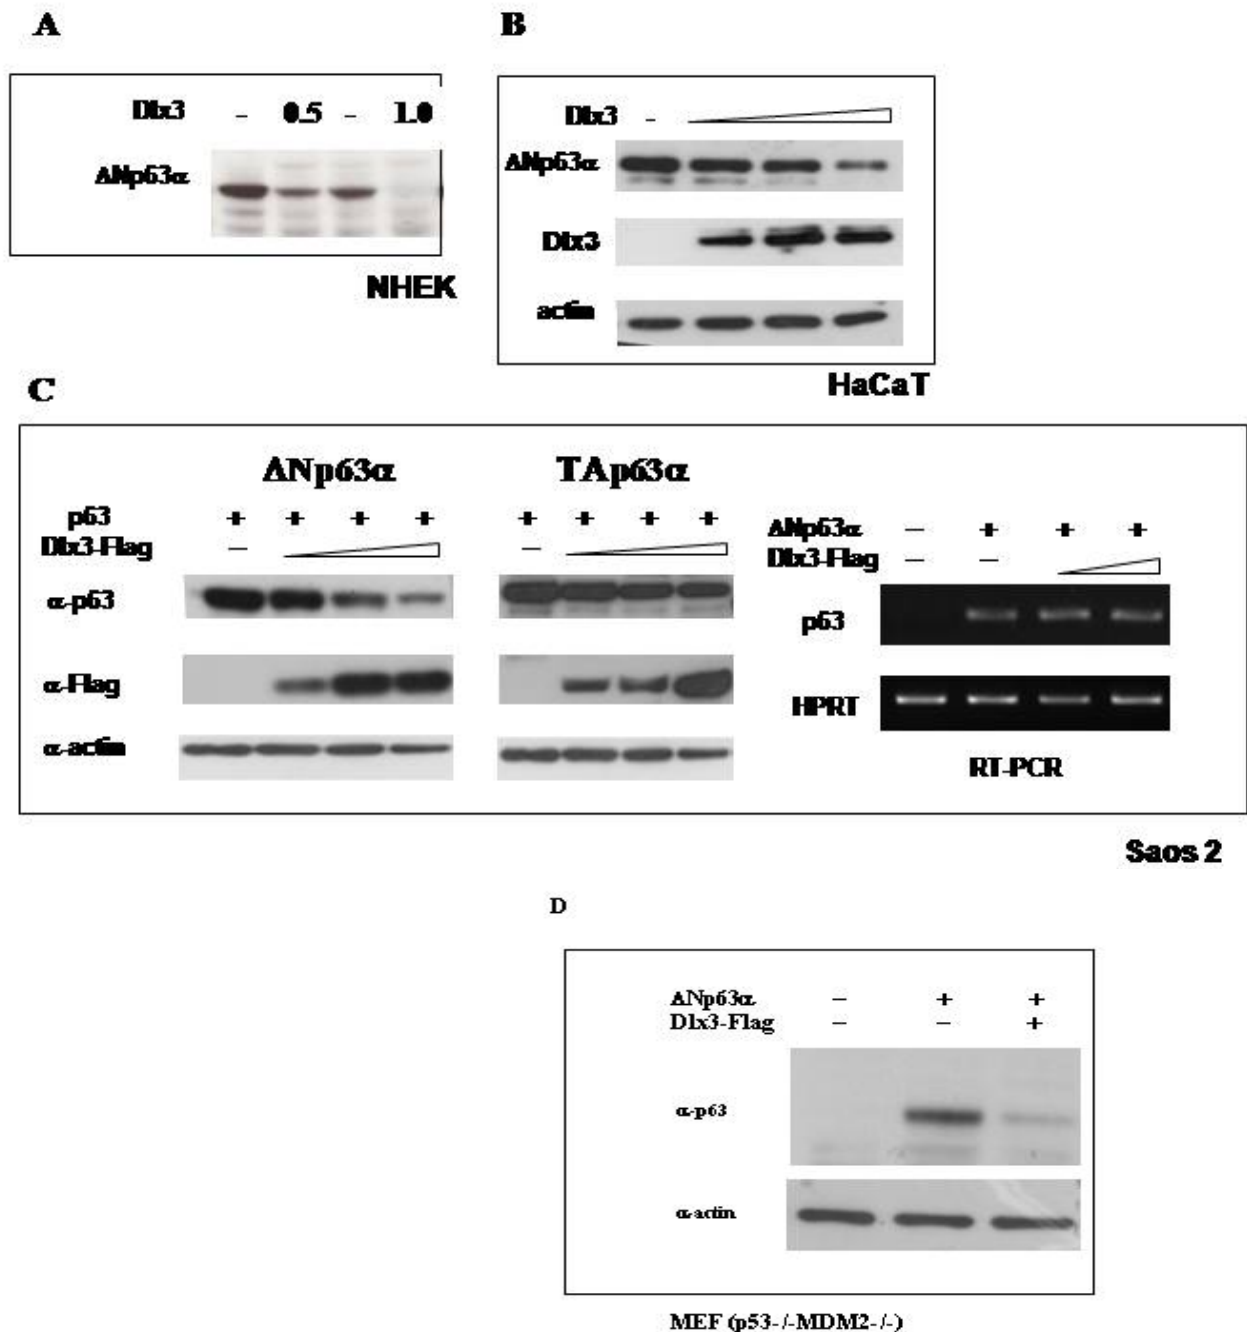 A
Dlx3 - 0.5 - 1.0
ΔNp63α
NHEK
B
Dlx3 -
ΔNp63α
Dlx3
actin
HaCaT
C
ΔNp63α
p63 + + + +
Dlx3-Flag −
α-p63
α-Flag
α-actin
TAp63α
+ + + +
−
ΔNp63α − + + +
Dlx3-Flag −
p63
HPRT
RT-PCR
Saos 2
D
ΔNp63α − + +
Dlx3-Flag − − +
α-p63
α-actin
MEF (p53-/-MDM2-/-)